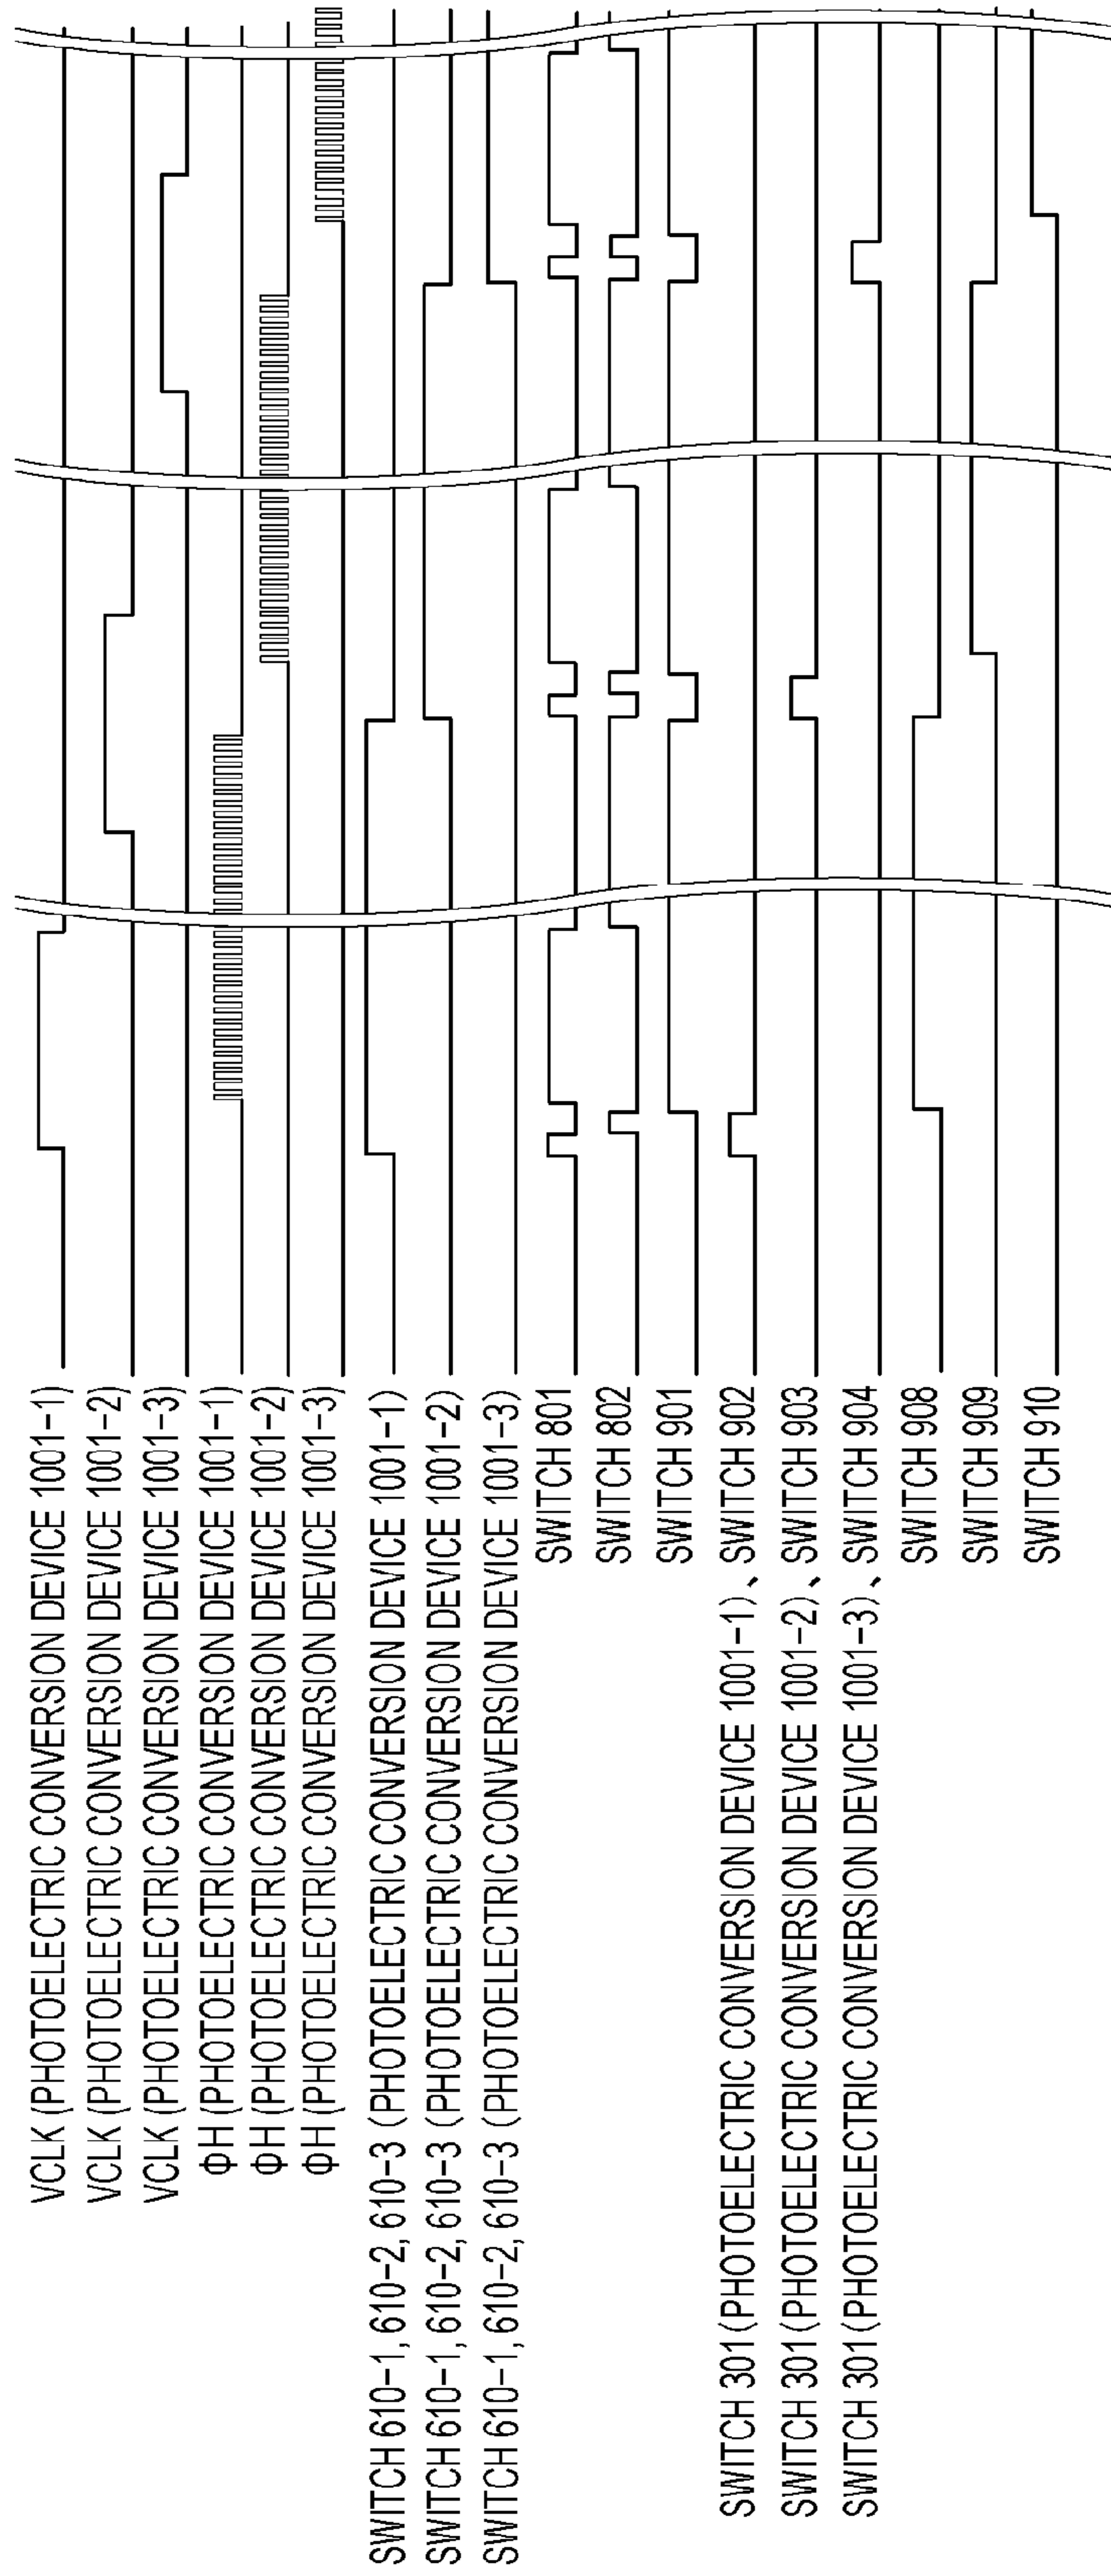 VCLK (PHOTOELECTRIC CONVERSION DEVICE 1001-1)
VCLK (PHOTOELECTRIC CONVERSION DEVICE 1001-2)
VCLK (PHOTOELECTRIC CONVERSION DEVICE 1001-3)
ΦH (PHOTOELECTRIC CONVERSION DEVICE 1001-1)
ΦH (PHOTOELECTRIC CONVERSION DEVICE 1001-2)
ΦH (PHOTOELECTRIC CONVERSION DEVICE 1001-3)
SWITCH 610-1, 610-2, 610-3 (PHOTOELECTRIC CONVERSION DEVICE 1001-1)
SWITCH 610-1, 610-2, 610-3 (PHOTOELECTRIC CONVERSION DEVICE 1001-2)
SWITCH 610-1, 610-2, 610-3 (PHOTOELECTRIC CONVERSION DEVICE 1001-3)
SWITCH 801
SWITCH 802
SWITCH 901
SWITCH 301 (PHOTOELECTRIC CONVERSION DEVICE 1001-1)、SWITCH 902
SWITCH 301 (PHOTOELECTRIC CONVERSION DEVICE 1001-2)、SWITCH 903
SWITCH 301 (PHOTOELECTRIC CONVERSION DEVICE 1001-3)、SWITCH 904
SWITCH 908
SWITCH 909
SWITCH 910